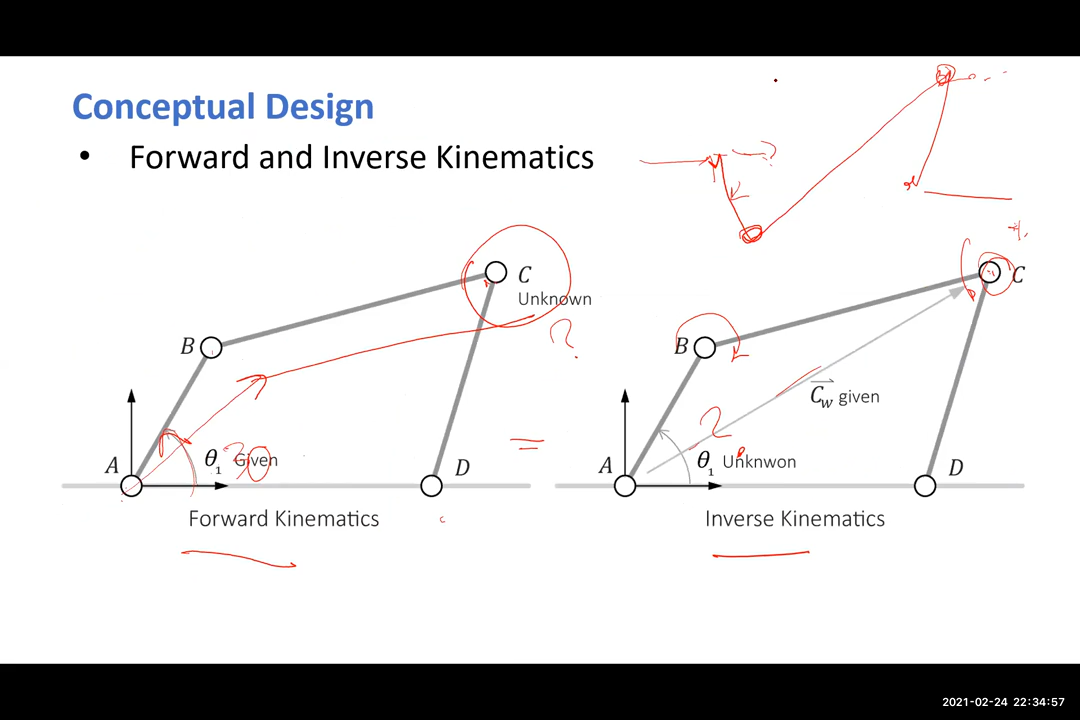 Conceptual Design
• Forward and Inverse Kinematics
?
C
Unknown
?
B
A
θ1 Given
30
D
=
Forward Kinematics
C
B
C⃗w given
?
A
θ1 Unknwon
D
Inverse Kinematics
2021-02-24 22:34:57